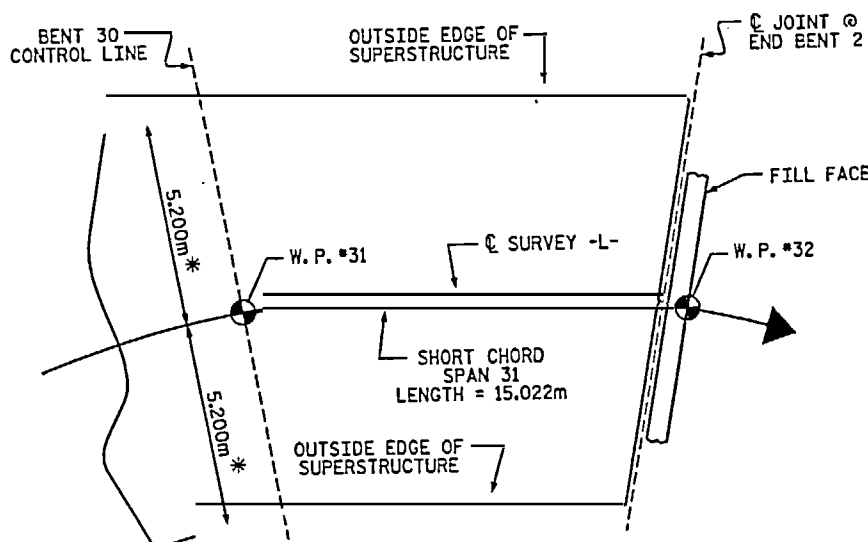 BENT 30
CONTROL LINE
OUTSIDE EDGE OF
SUPERSTRUCTURE
℄ JOINT @
END BENT 2
FILL FACE
5.200m *
W.P. #31
℄ SURVEY -L-
W.P. #32
SHORT CHORD
SPAN 31
LENGTH = 15.022m
5.200m *
OUTSIDE EDGE OF
SUPERSTRUCTURE